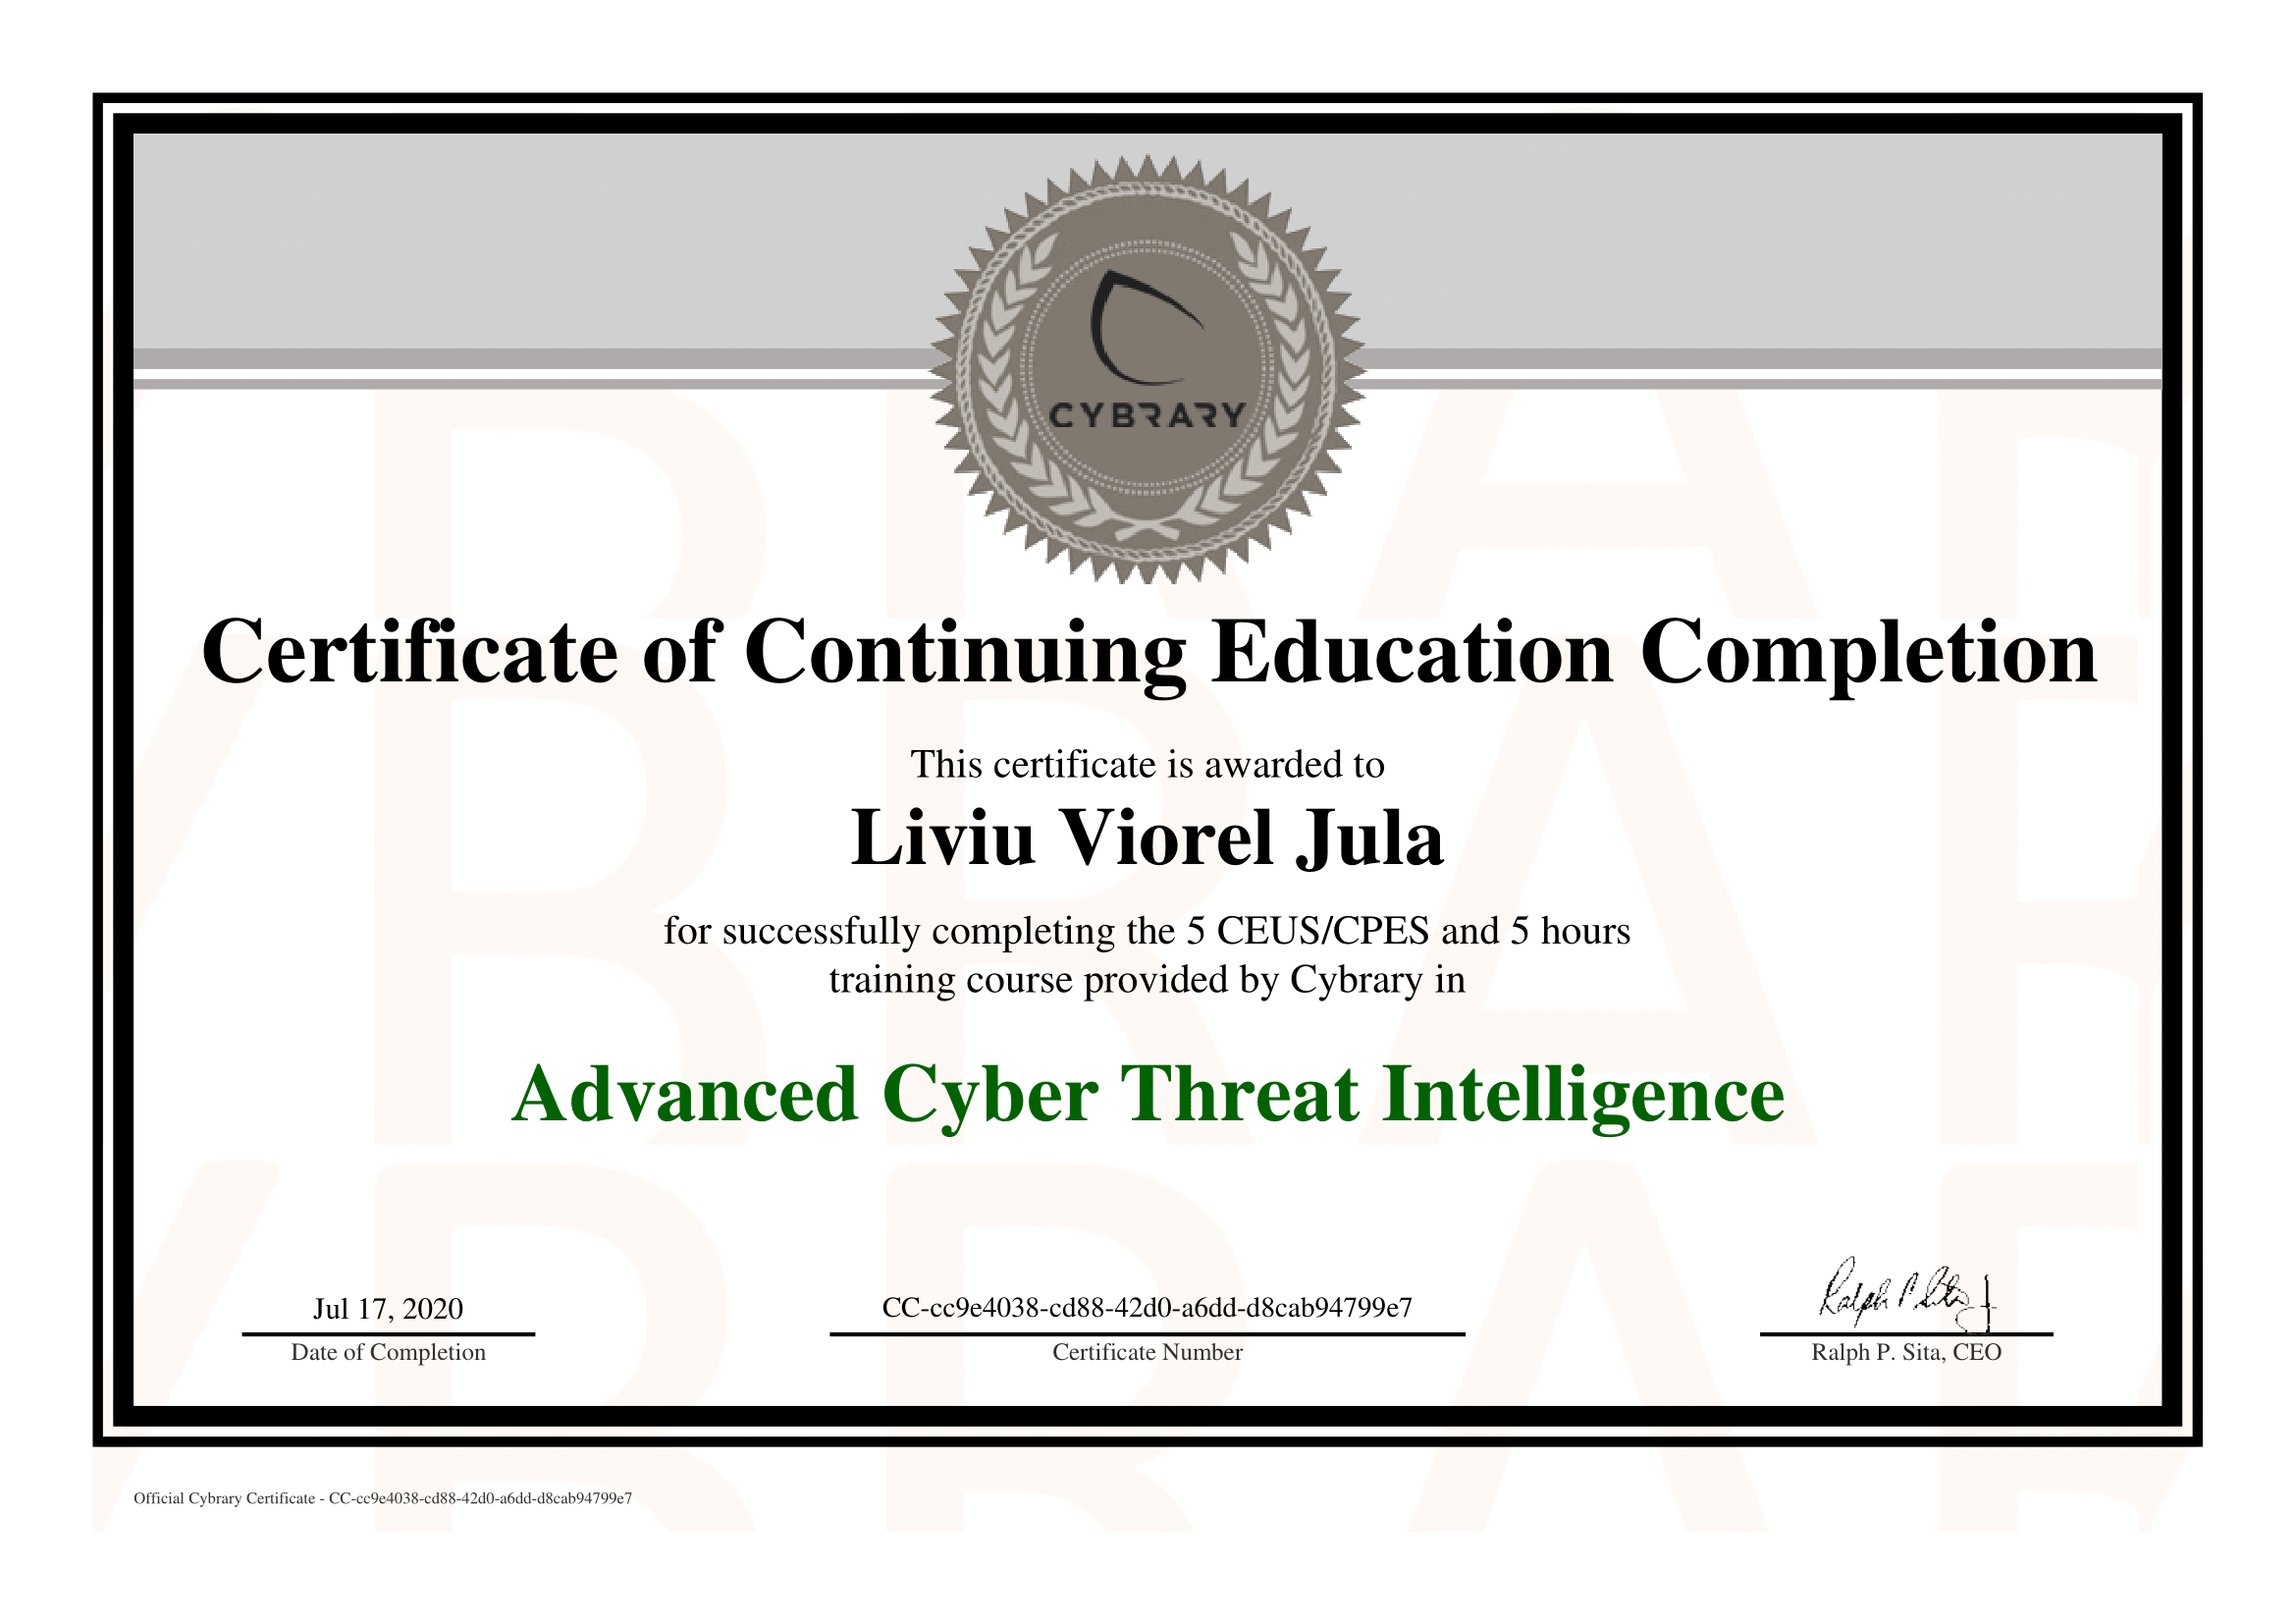 CYBRARY
Certificate of Continuing Education Completion
This certificate is awarded to
Liviu Viorel Jula
for successfully completing the 5 CEUS/CPES and 5 hours
training course provided by Cybrary in
Advanced Cyber Threat Intelligence
Jul 17, 2020
Date of Completion
CC-cc9e4038-cd88-42d0-a6dd-d8cab94799e7
Certificate Number
Ralph P. Sita, CEO
Official Cybrary Certificate - CC-cc9e4038-cd88-42d0-a6dd-d8cab94799e7